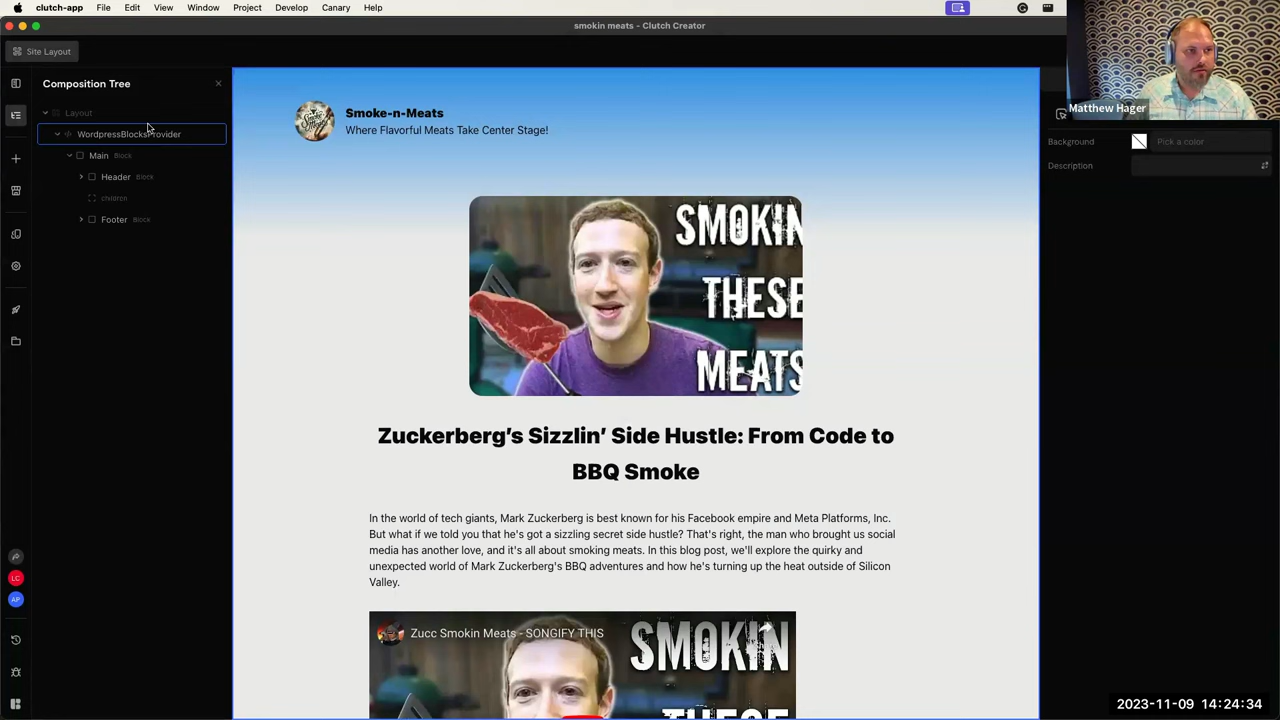 clutch-app File Edit View Window Project Develop Canary Help
smokin meats - Clutch Creator
Site Layout
Composition Tree
Layout
WordpressBlocksProvider
Main Block
Header Block
children
Footer Block
LC
AP
Smoke-n-Meats
Where Flavorful Meats Take Center Stage!
SMOKIN
THESE
MEATS
Zuckerberg's Sizzlin' Side Hustle: From Code to
BBQ Smoke
In the world of tech giants, Mark Zuckerberg is best known for his Facebook empire and Meta Platforms, Inc.
But what if we told you that he's got a sizzling secret side hustle? That's right, the man who brought us social
media has another love, and it's all about smoking meats. In this blog post, we'll explore the quirky and
unexpected world of Mark Zuckerberg's BBQ adventures and how he's turning up the heat outside of Silicon
Valley.
Zucc Smokin Meats - SONGIFY THIS
SMOKIN
THESE
Matthew Hager
Background Pick a color
Description
2023-11-09 14:24:34